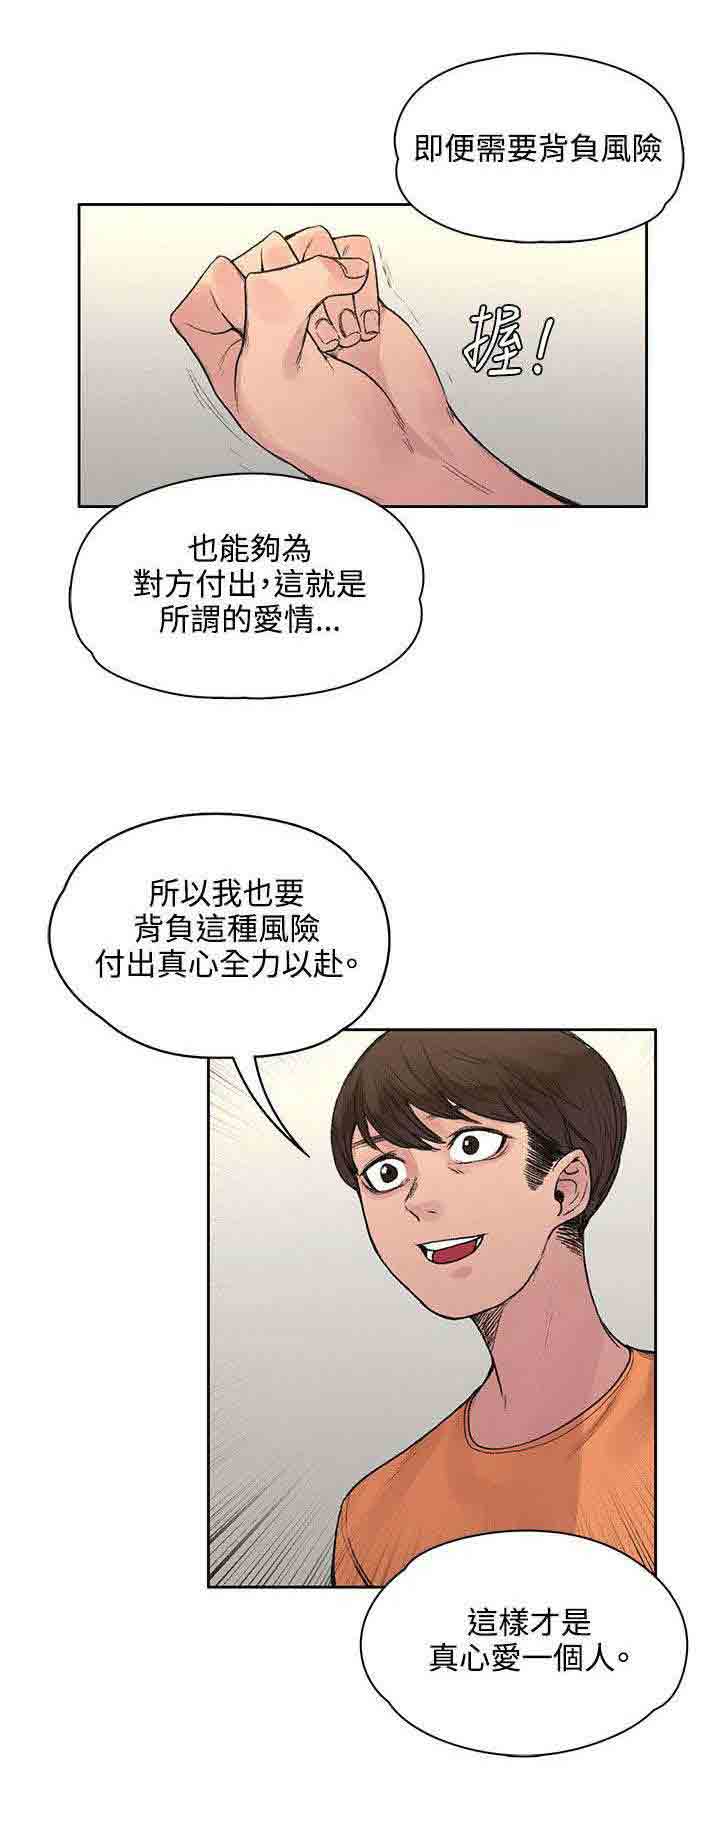 即便需要背負風險
握!
也能夠為
對方付出,這就是
所謂的愛情...
所以我也要
背負這種風險
付出真心全力以赴。
這樣才是
真心愛一個人。